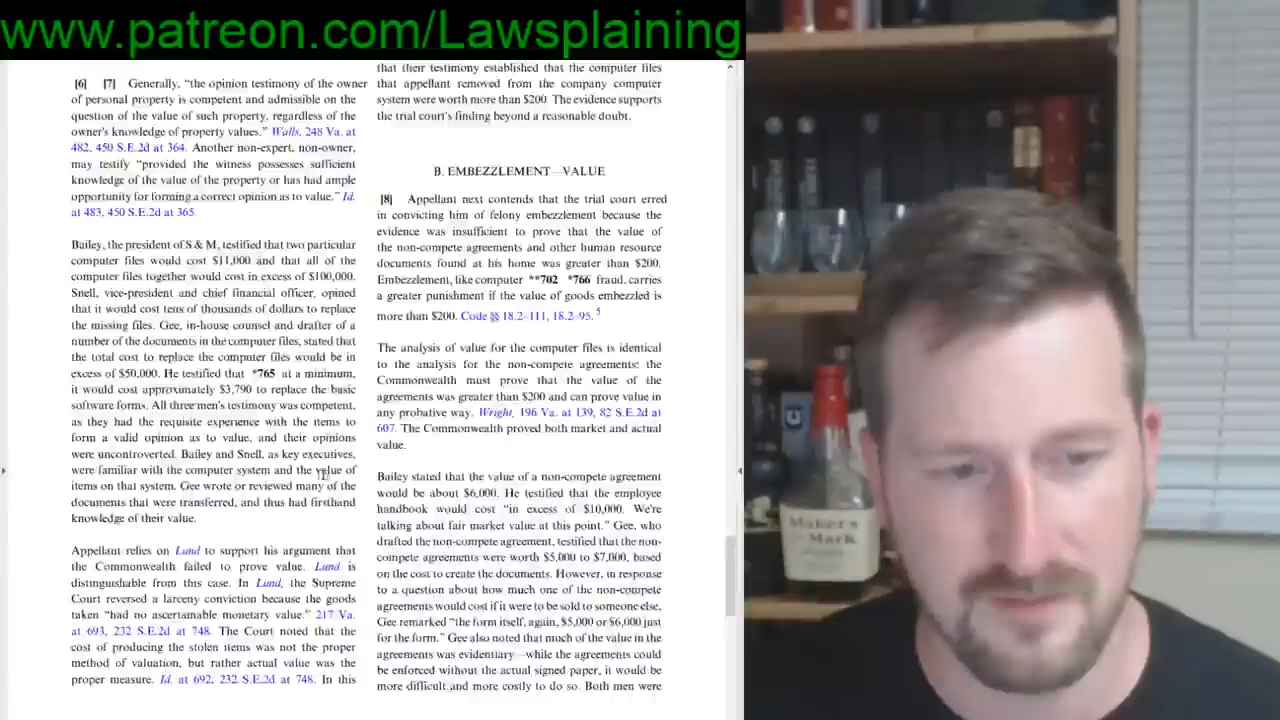 www.patreon.com/Lawsplaining
[6] [7] Generally, “the opinion testimony of the owner
of personal property is competent and admissible on the
question of the value of such property, regardless of the
owner's knowledge of property values.” Walls, 248 Va. at
482, 450 S.E.2d at 364. Another non-expert, non-owner,
may testify “provided the witness possesses sufficient
knowledge of the value of the property or has had ample
opportunity for forming a correct opinion as to value.” Id.
at 483, 450 S.E.2d at 365.
Bailey, the president of S & M, testified that two particular
computer files would cost $11,000 and that all of the
computer files together would cost in excess of $100,000.
Snell, vice-president and chief financial officer, opined
that it would cost tens of thousands of dollars to replace
the missing files. Gee, in-house counsel and drafter of a
number of the documents in the computer files, stated that
the total cost to replace the computer files would be in
excess of $50,000. He testified that *765 at a minimum,
it would cost approximately $3,790 to replace the basic
software forms. All three men's testimony was competent,
as they had the requisite experience with the items to
form a valid opinion as to value, and their opinions
were uncontroverted. Bailey and Snell, as key executives,
were familiar with the computer system and the value of
items on that system. Gee wrote or reviewed many of the
documents that were transferred, and thus had firsthand
knowledge of their value.
Appellant relies on Lund to support his argument that
the Commonwealth failed to prove value. Lund is
distinguishable from this case. In Lund, the Supreme
Court reversed a larceny conviction because the goods
taken “had no ascertainable monetary value.” 217 Va.
at 693, 232 S.E.2d at 748. The Court noted that the
cost of producing the stolen items was not the proper
method of valuation, but rather actual value was the
proper measure. Id. at 692, 232 S.E.2d at 748. In this
that their testimony established that the computer files
that appellant removed from the company computer
system were worth more than $200. The evidence supports
the trial court's finding beyond a reasonable doubt.
B. EMBEZZLEMENT—VALUE
[8] Appellant next contends that the trial court erred
in convicting him of felony embezzlement because the
evidence was insufficient to prove that the value of
the non-compete agreements and other human resource
documents found at his home was greater than $200.
Embezzlement, like computer **702 *766 fraud, carries
a greater punishment if the value of goods embezzled is
more than $200. Code §§ 18.2–111, 18.2–95. 5
The analysis of value for the computer files is identical
to the analysis for the non-compete agreements: the
Commonwealth must prove that the value of the
agreements was greater than $200 and can prove value in
any probative way. Wright, 196 Va. at 139, 82 S.E.2d at
607. The Commonwealth proved both market and actual
value.
Bailey stated that the value of a non-compete agreement
would be about $6,000. He testified that the employee
handbook would cost “in excess of $10,000. We're
talking about fair market value at this point.” Gee, who
drafted the non-compete agreement, testified that the non-
compete agreements were worth $5,000 to $7,000, based
on the cost to create the documents. However, in response
to a question about how much one of the non-compete
agreements would cost if it were to be sold to someone else,
Gee remarked “the form itself, again, $5,000 or $6,000 just
for the form.” Gee also noted that much of the value in the
agreements was evidentiary—while the agreements could
be enforced without the actual signed paper, it would be
more difficult and more costly to do so. Both men were
Maker's
Mark